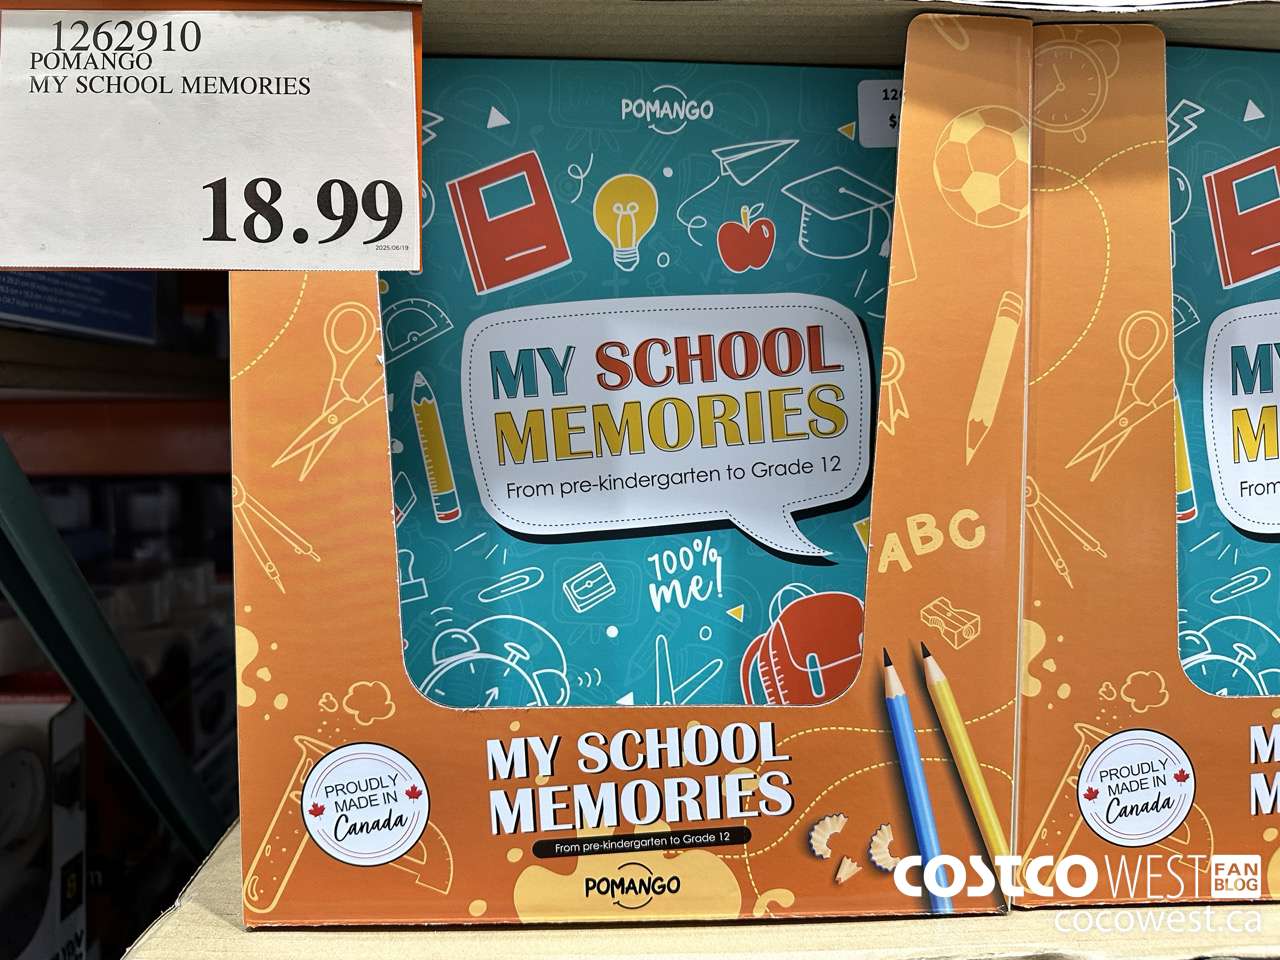 1262910
POMANGO
MY SCHOOL MEMORIES
18.99
2025/06/19
POMANGO
MY SCHOOL
MEMORIES
From pre-kindergarten to Grade 12
100%
me!
ABC
PROUDLY
MADE IN
Canada
MY SCHOOL
MEMORIES
From pre-kindergarten to Grade 12
POMANGO
From
PROUDLY
MADE IN
Canada
COSTCO WEST FAN BLOG
cocowest.ca